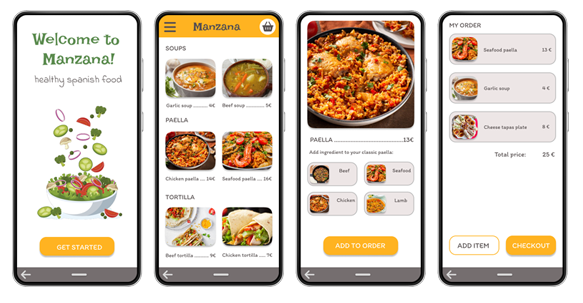 Welcome to
Manzana!
healthy spanish food
GET STARTED
Manzana
SOUPS
Garlic soup ........... 4€
Beef soup ........... 5€
PAELLA
Chicken paella .... 14€
Seafood paella .... 16€
TORTILLA
Beef tortilla .... 9€
Chicken tortilla .... 7€
PAELLA..............................13€
Add ingredient to your classic paella:
Beef
Seafood
Chicken
Lamb
ADD TO ORDER
MY ORDER
Seafood paella 13 €
Garlic soup 4 €
Cheese tapas plate 8 €
Total price: 25 €
ADD ITEM
CHECKOUT